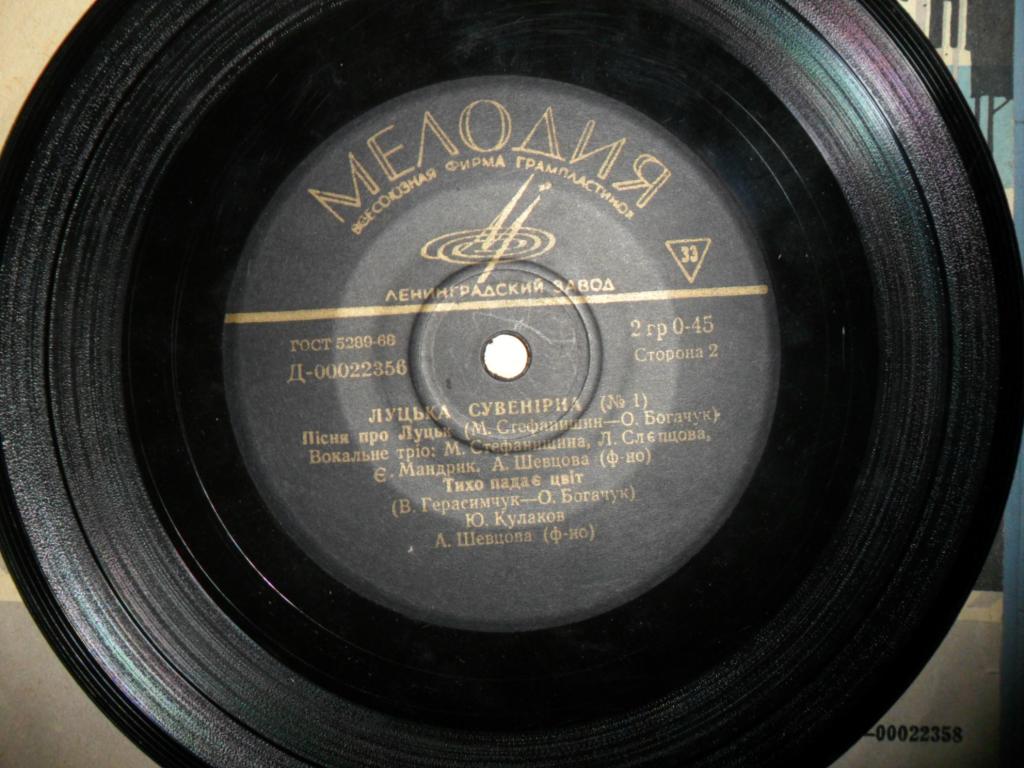 МЕЛОДИЯ
ВСЕСОЮЗНАЯ ФИРМА ГРАМПЛАСТИНОК
33
ЛЕНИНГРАДСКИЙ ЗАВОД
ГОСТ 5289-68
2 гр 0-45
Д-00022356
Сторона 2
ЛУЦЬКА СУВЕНІРНА (№ 1)
Пісня про Луцьк (М. Стефанишин—О. Богачук)
Вокальне тріо: М. Стефанишина, Л. Слєпцова,
Є. Мандрик. А. Шевцова (ф-но)
Тихо падає цвіт
(В. Герасимчук—О. Богачук)
Ю. Кулаков
А. Шевцова (ф-но)
-00022358